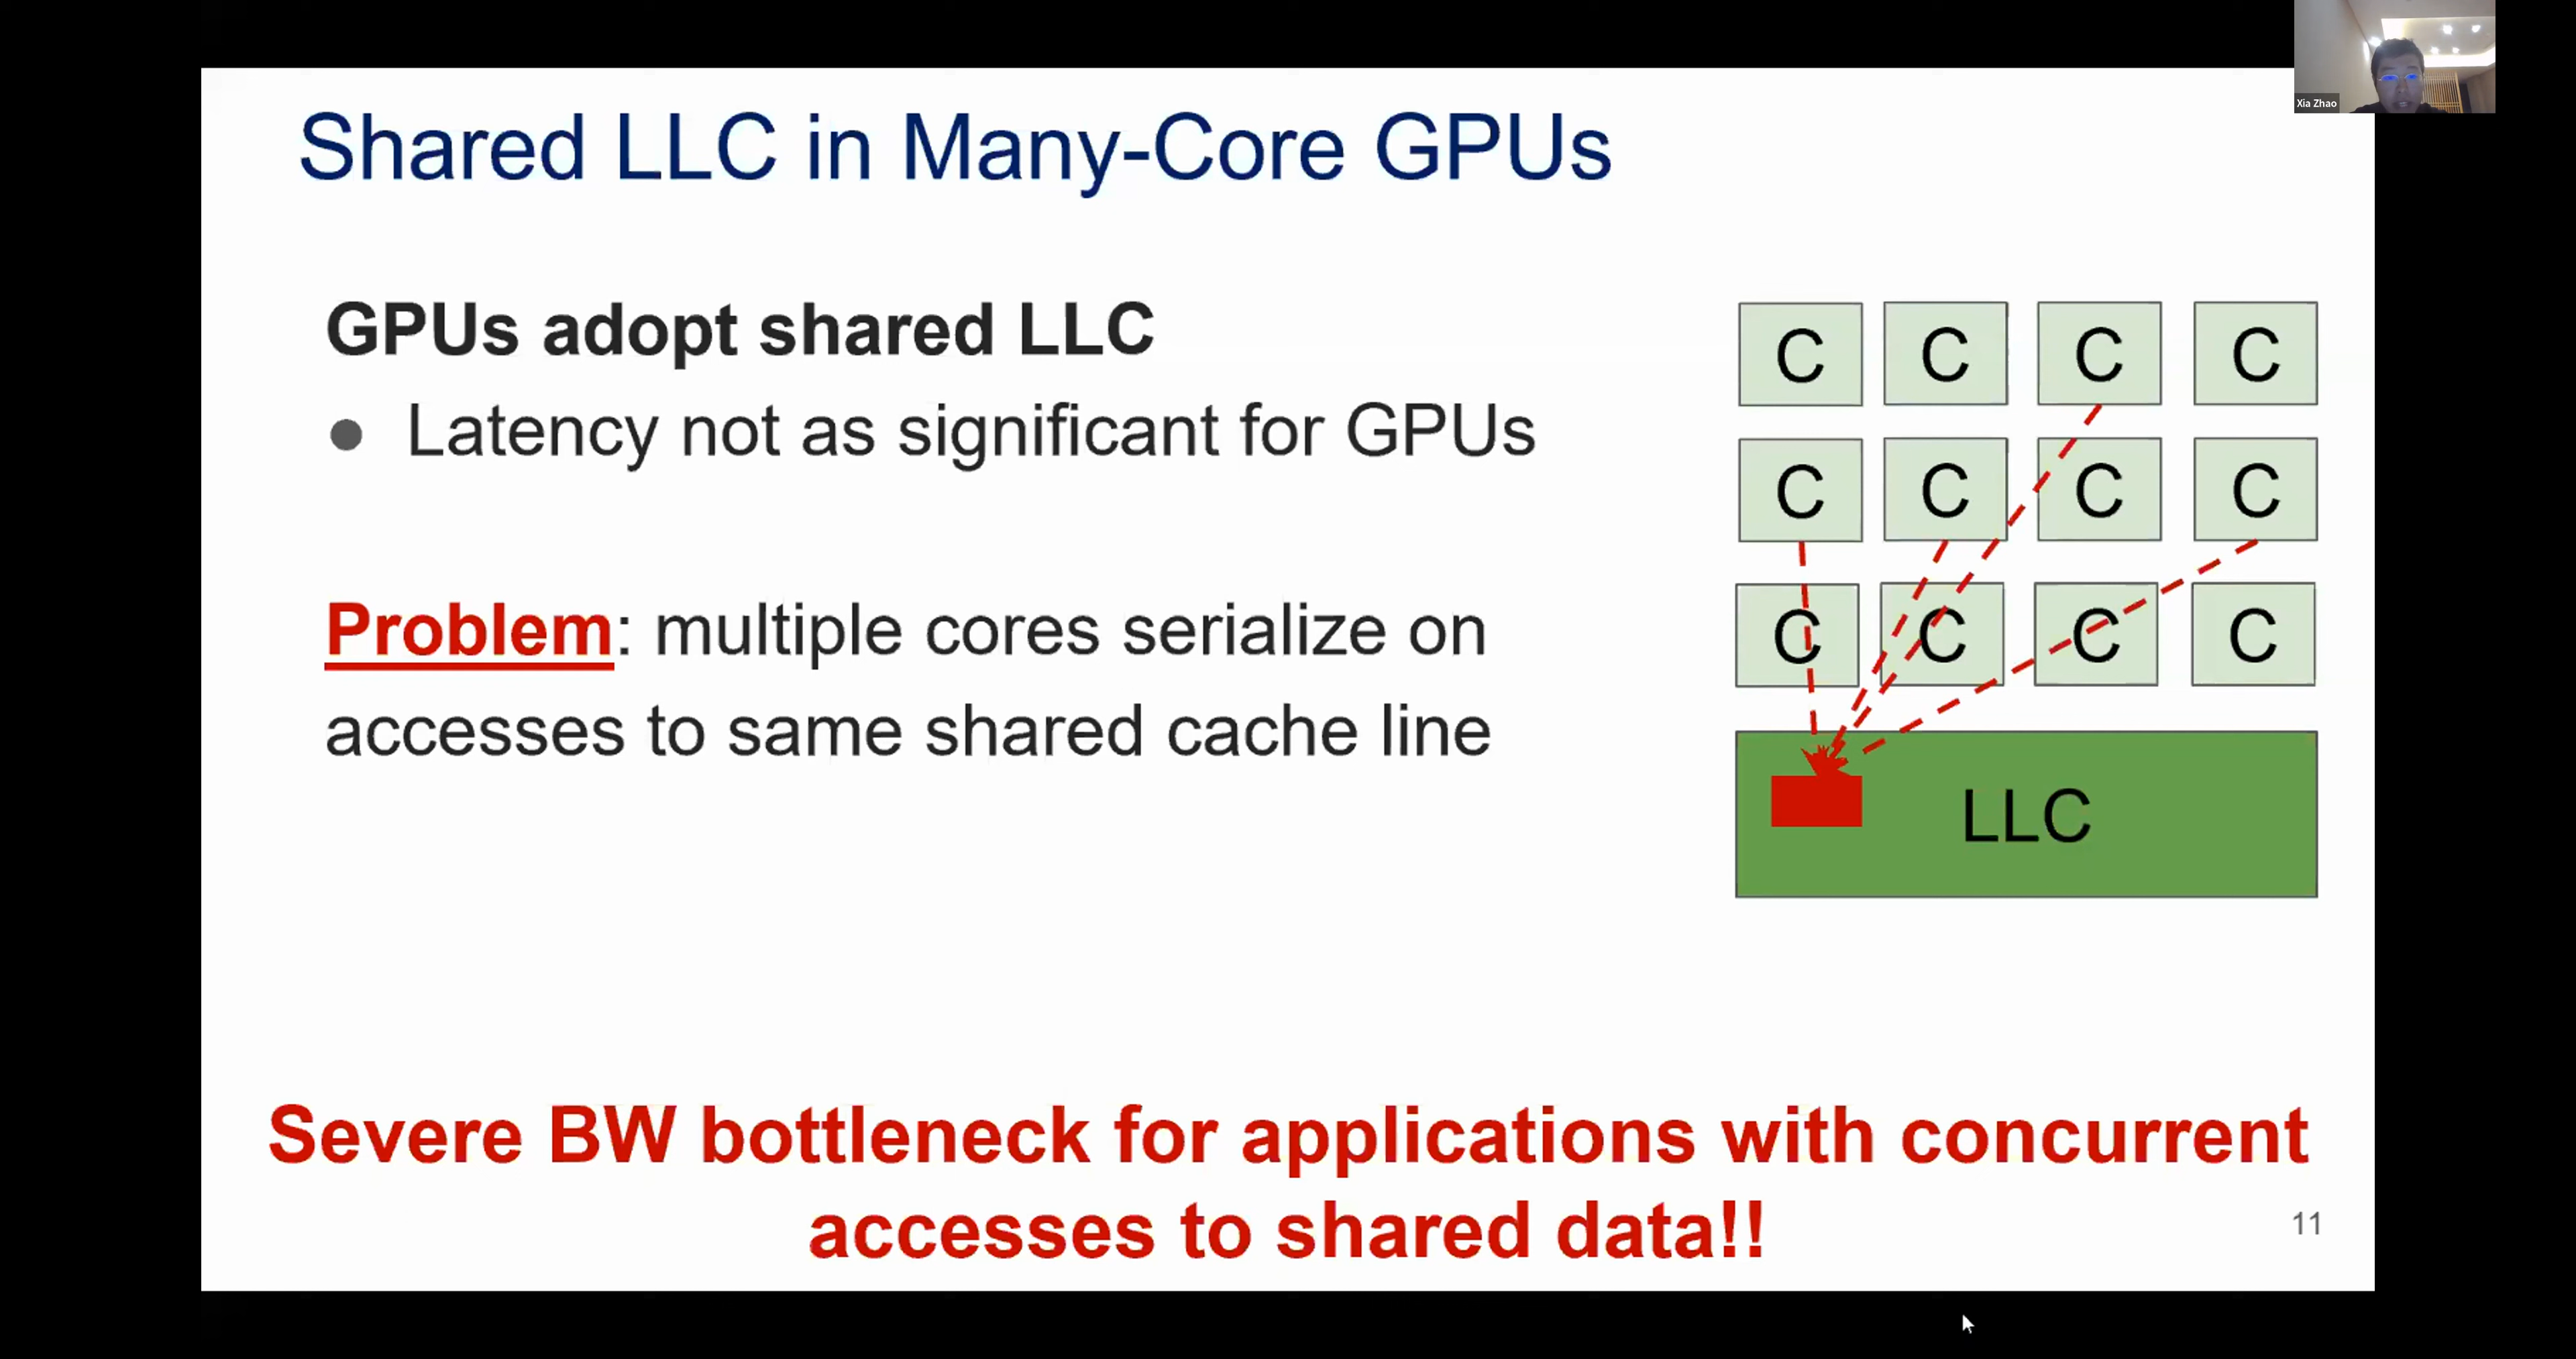 Xia Zhao
Shared LLC in Many-Core GPUs
GPUs adopt shared LLC
● Latency not as significant for GPUs
Problem: multiple cores serialize on
accesses to same shared cache line
C C C C
C C C C
C C C C
LLC
Severe BW bottleneck for applications with concurrent
accesses to shared data!!
11